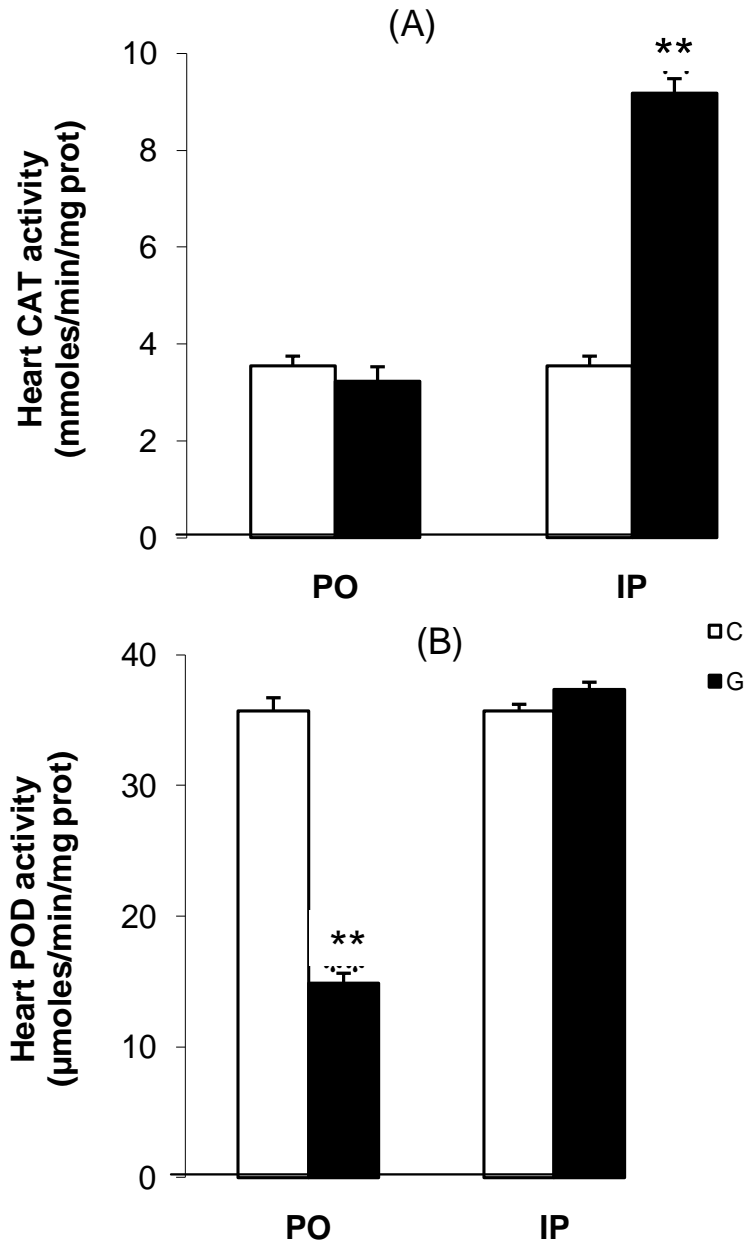 (A)
Heart CAT activity
(mmoles/min/mg prot)
10
8
6
4
2
0
**
PO
IP
(B)
C
G
Heart POD activity
(µmoles/min/mg prot)
40
30
20
10
0
**
PO
IP